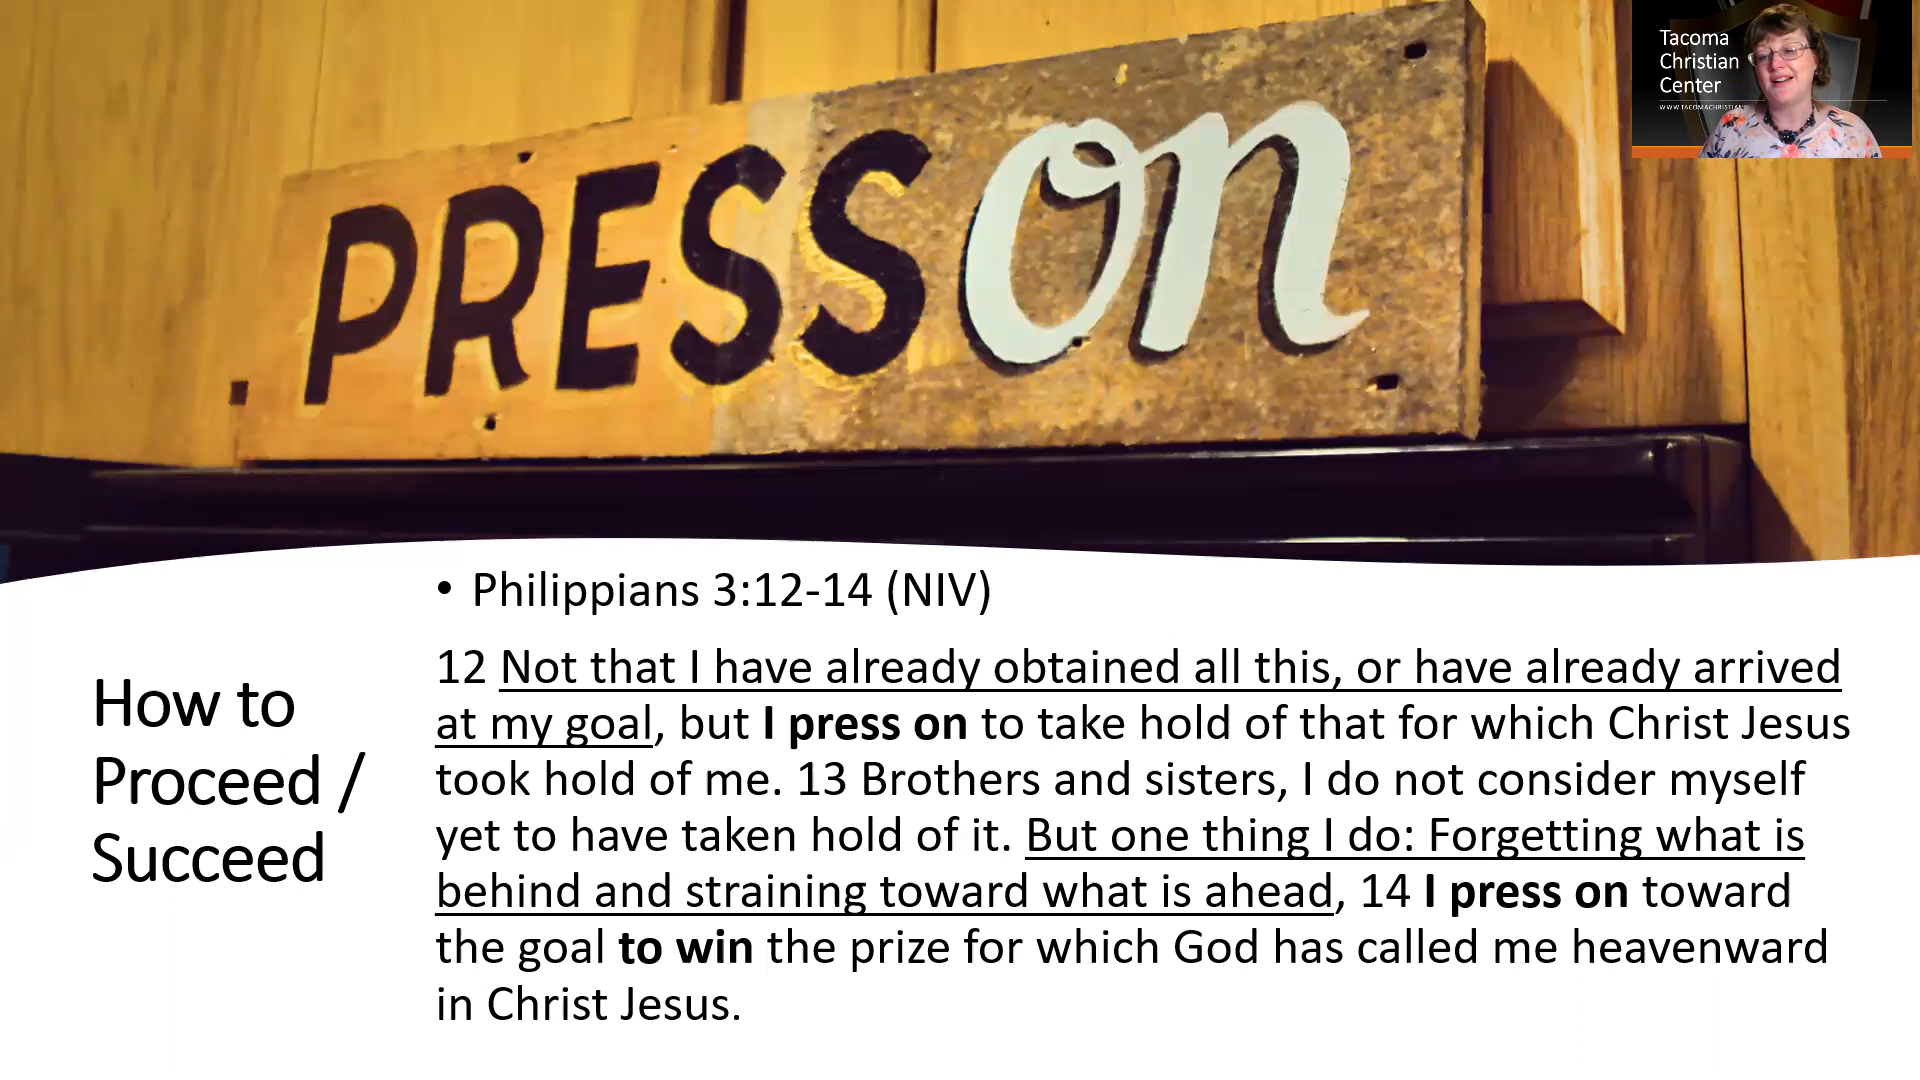 PRESS on
Tacoma
Christian
Center
How to
Proceed /
Succeed
• Philippians 3:12-14 (NIV)
12 Not that I have already obtained all this, or have already arrived
at my goal, but I press on to take hold of that for which Christ Jesus
took hold of me. 13 Brothers and sisters, I do not consider myself
yet to have taken hold of it. But one thing I do: Forgetting what is
behind and straining toward what is ahead, 14 I press on toward
the goal to win the prize for which God has called me heavenward
in Christ Jesus.